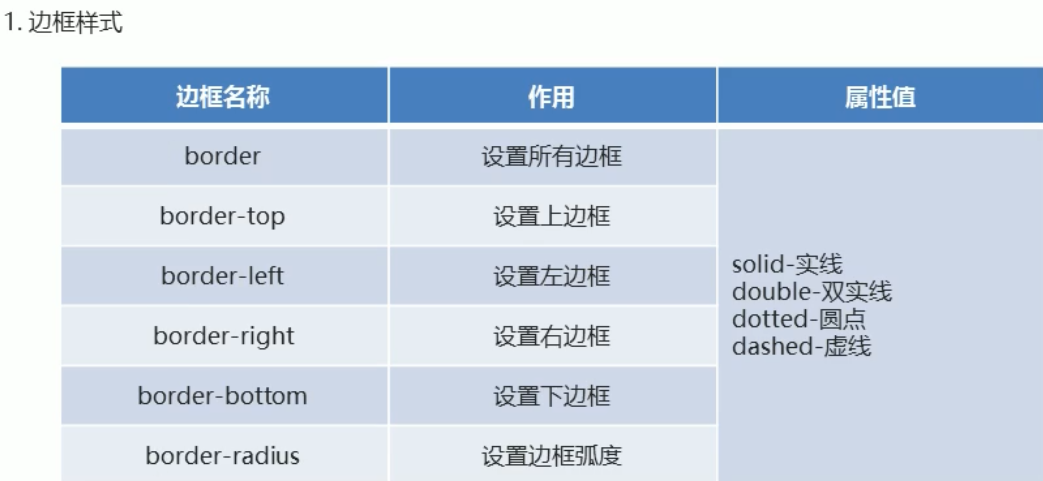 1. 边框样式
边框名称 作用 属性值
border 设置所有边框
border-top 设置上边框
border-left 设置左边框
border-right 设置右边框
border-bottom 设置下边框
border-radius 设置边框弧度
solid-实线
double-双实线
dotted-圆点
dashed-虚线